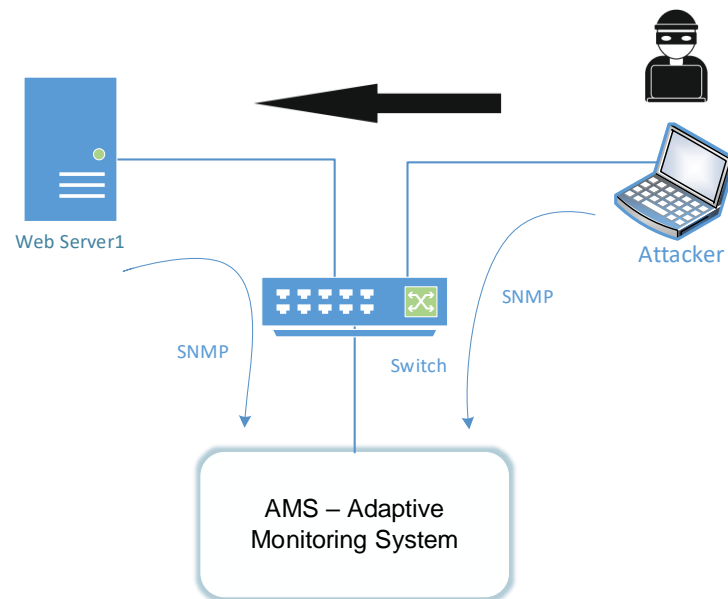 Web Server1
Attacker
SNMP
SNMP
Switch
AMS – Adaptive
Monitoring System